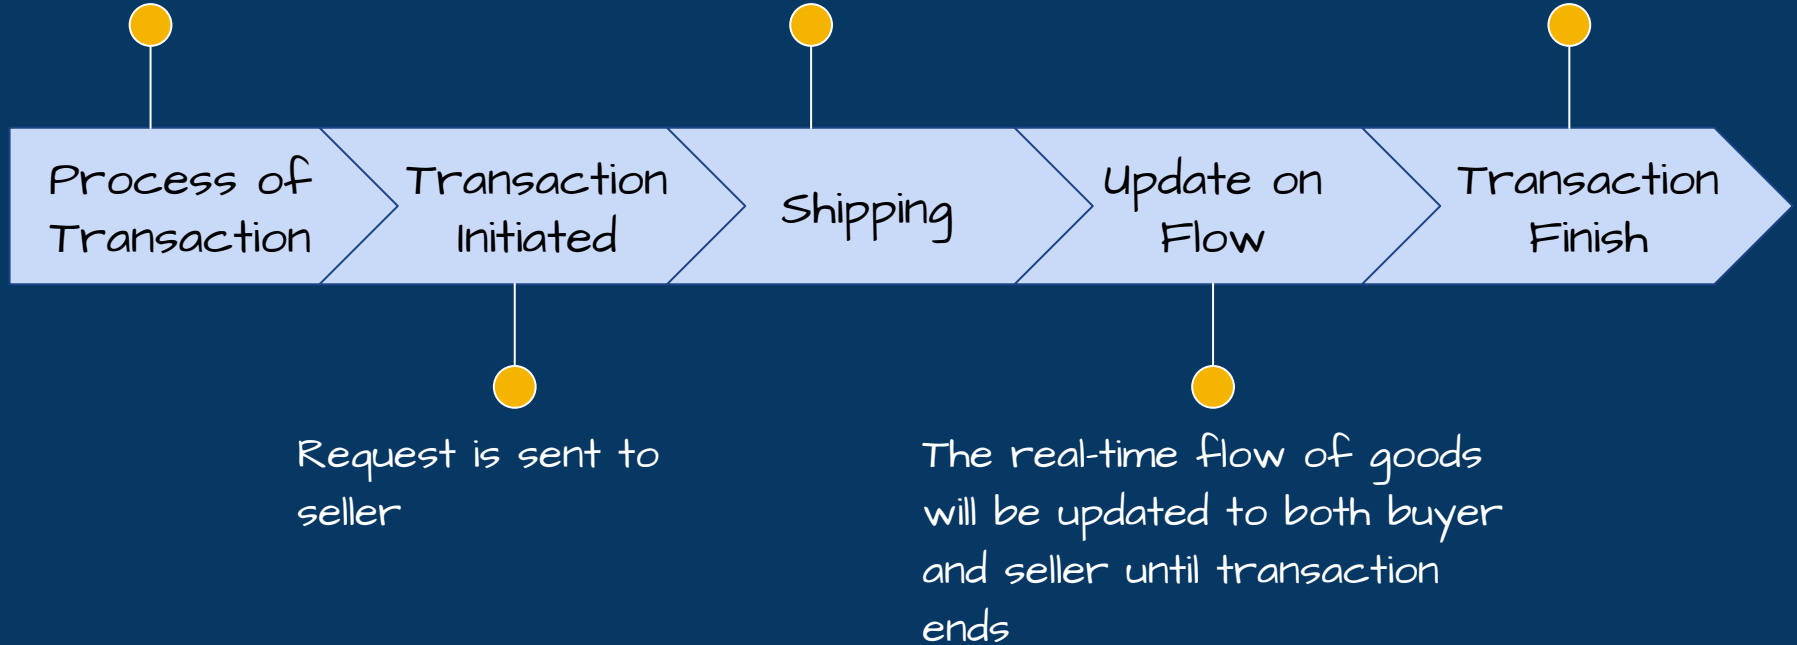 Process of
Transaction
Transaction
Initiated
Shipping
Update on
Flow
Transaction
Finish
Request is sent to
seller
The real-time flow of goods
will be updated to both buyer
and seller until transaction
ends